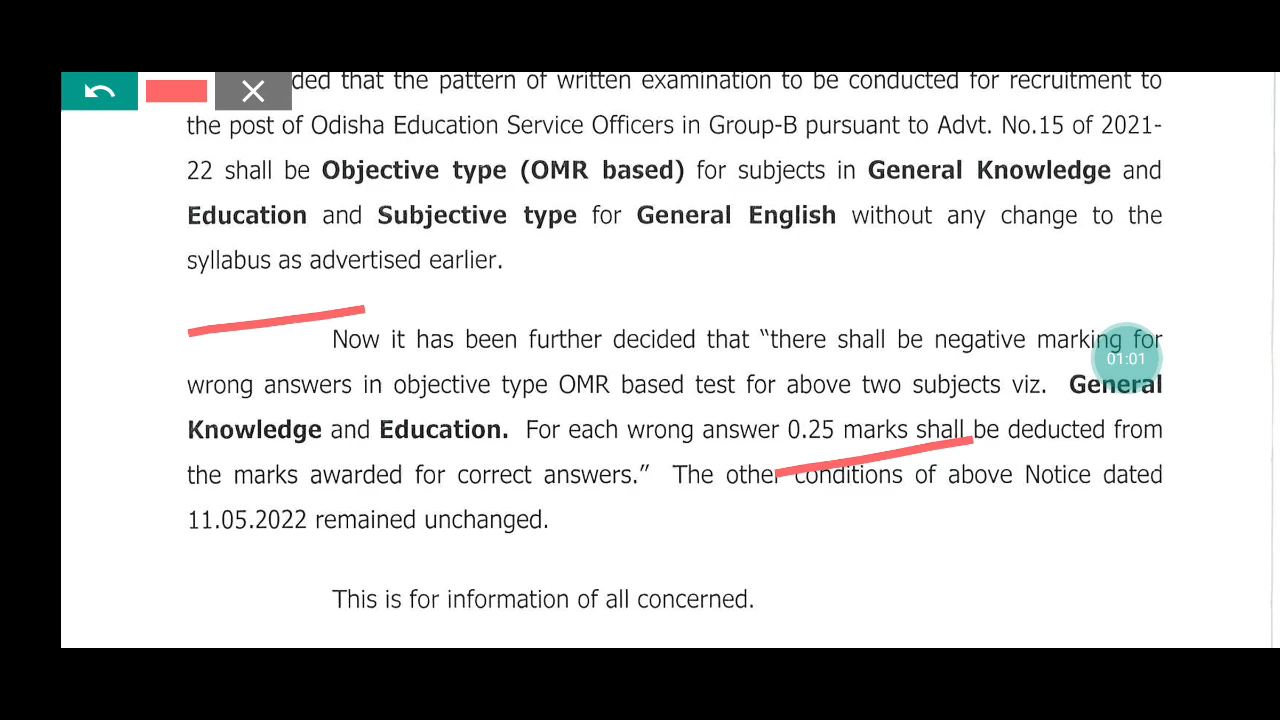 ded that the pattern of written examination to be conducted for recruitment to
the post of Odisha Education Service Officers in Group-B pursuant to Advt. No.15 of 2021-
22 shall be Objective type (OMR based) for subjects in General Knowledge and
Education and Subjective type for General English without any change to the
syllabus as advertised earlier.
Now it has been further decided that “there shall be negative marking for
01:01
wrong answers in objective type OMR based test for above two subjects viz. General
Knowledge and Education. For each wrong answer 0.25 marks shall be deducted from
the marks awarded for correct answers.” The other conditions of above Notice dated
11.05.2022 remained unchanged.
This is for information of all concerned.